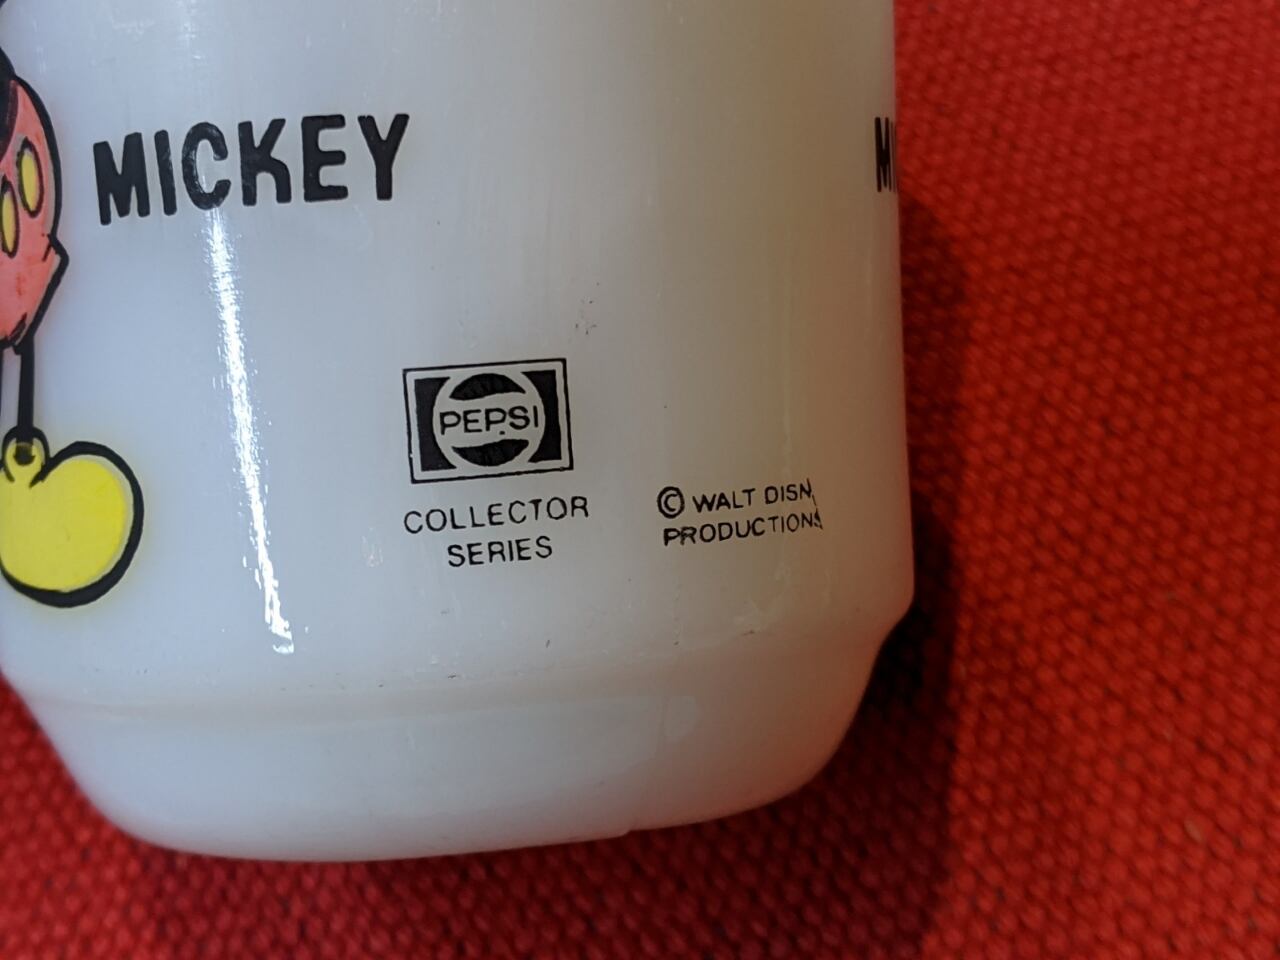 MICKEY
PEPSI
COLLECTOR
SERIES
© WALT DISN
PRODUCTIONS